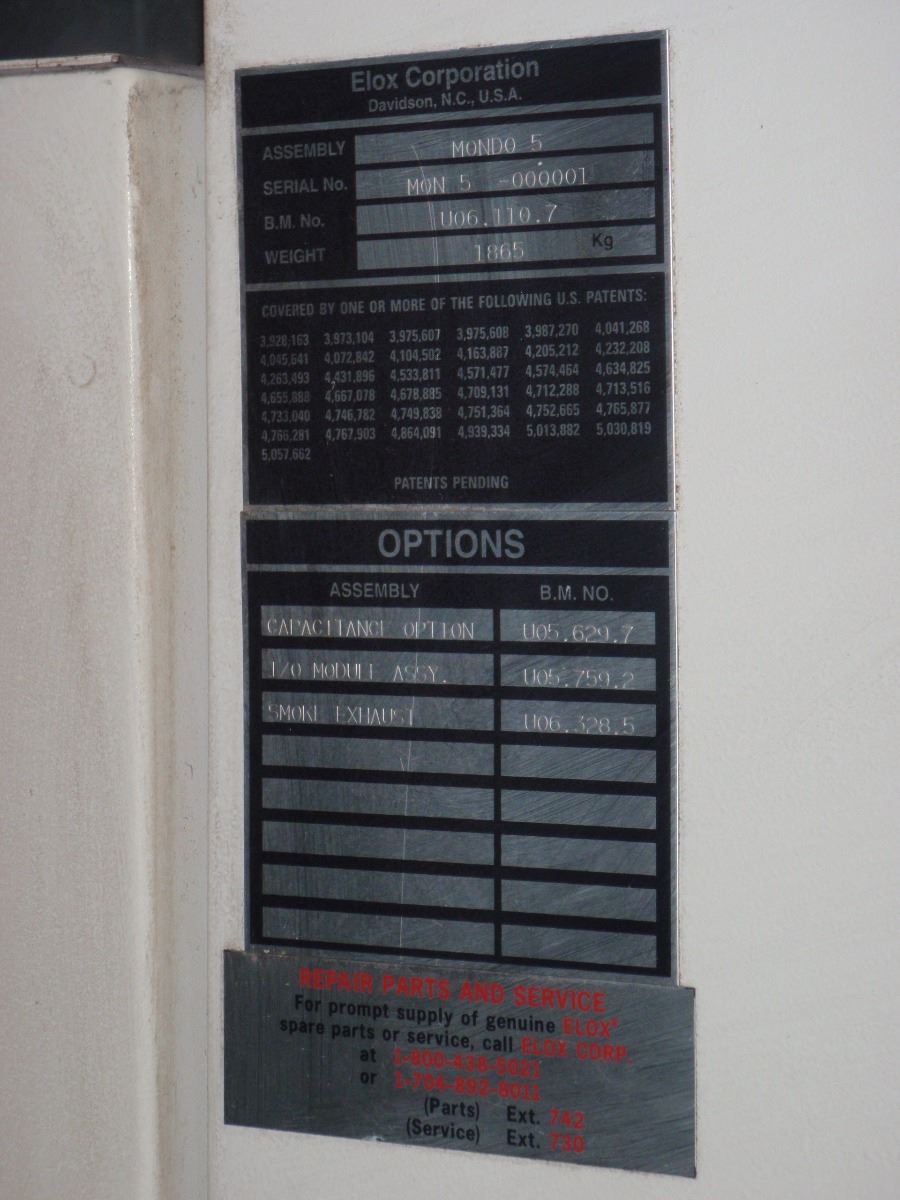 Elox Corporation
Davidson, N.C., U.S.A.
ASSEMBLY MONDO 5
SERIAL No. MON 5 -000001
B.M. No. U06.110.7
WEIGHT 1865 Kg
COVERED BY ONE OR MORE OF THE FOLLOWING U.S. PATENTS:
3,928,163 3,973,104 3,975,607 3,975,608 3,987,270 4,041,268
4,045,641 4,072,842 4,104,502 4,163,887 4,205,212 4,232,208
4,263,493 4,431,896 4,533,811 4,571,477 4,574,464 4,634,825
4,655,888 4,667,078 4,678,885 4,709,131 4,712,288 4,713,516
4,733,040 4,746,782 4,749,838 4,751,364 4,752,665 4,765,877
4,766,281 4,767,903 4,864,091 4,939,334 5,013,882 5,030,819
5,057,662
PATENTS PENDING
OPTIONS
ASSEMBLY B.M. NO.
CAPACITANCE OPTION U05.629.7
I/O MODULE ASSY. U05.759.2
SMOKE EXHAUST U06.328.5
REPAIR PARTS AND SERVICE
For prompt supply of genuine ELOX®
spare parts or service, call ELOX CORP.
at 1-800-438-5021
or 1-704-892-8011
(Parts) Ext. 742
(Service) Ext. 730